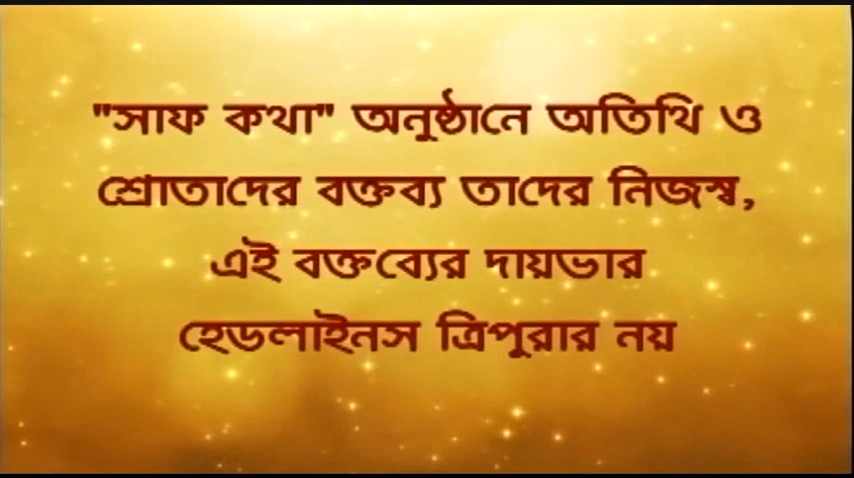 "সাফ কথা" অনুষ্ঠানে অতিথি ও
শ্রোতাদের বক্তব্য তাদের নিজস্ব,
এই বক্তব্যের দায়ভার
হেডলাইনস ত্রিপুরার নয়